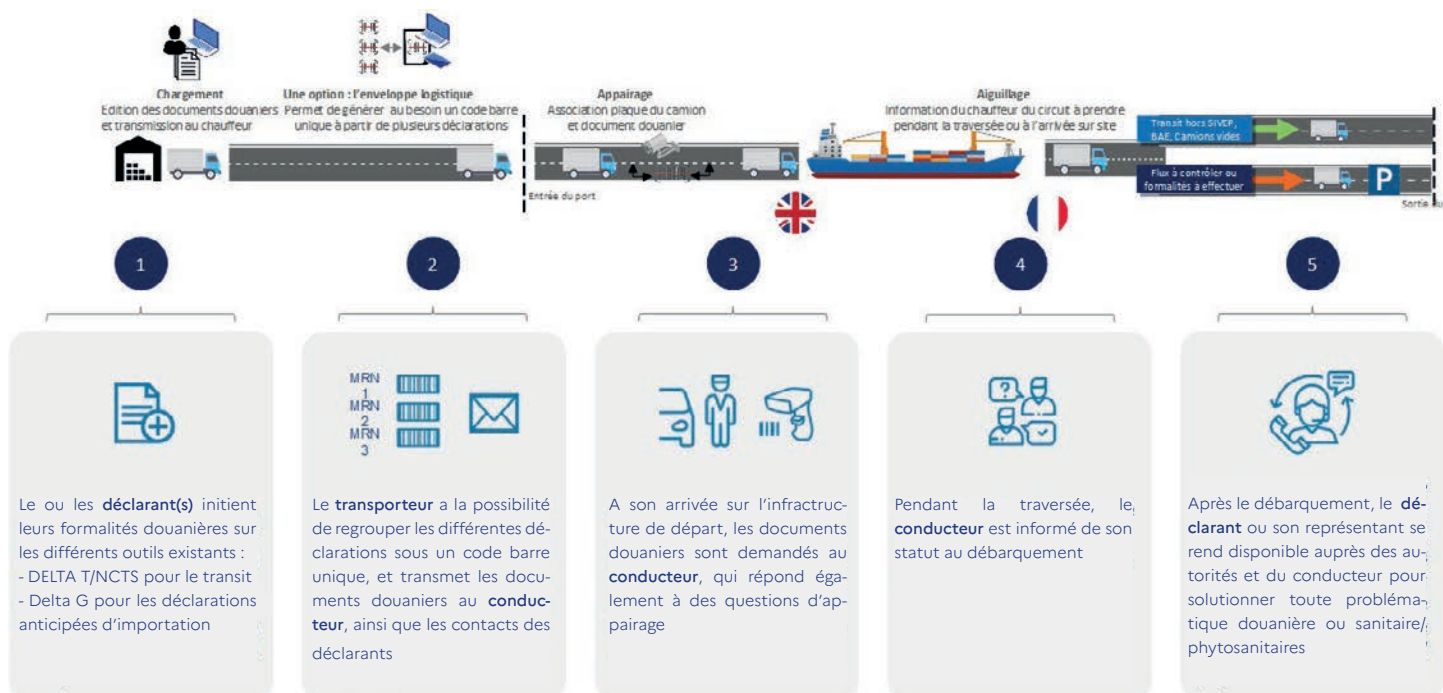 Chargement
Edition des documents douaniers
et transmission au chauffeur
Une option : l'enveloppe logistique
Permet de générer au besoin un code barre
unique à partir de plusieurs déclarations
Appairage
Association plaque du camion
et document douanier
Aiguillage
Information du chauffeur du circuit à prendre
pendant la traversée ou à l'arrivée sur site
Transit hors SIVEP,
BAE, Camions vides
Flux à contrôler ou
formalités à effectuer
P
Entrée du port
Sortie du
1
2
3
4
5
Le ou les déclarant(s) initient
leurs formalités douanières sur
les différents outils existants :
- DELTA T/NCTS pour le transit
- Delta G pour les déclarations
anticipées d'importation
MRN
1
MRN
2
MRN
3
Le transporteur a la possibilité
de regrouper les différentes dé-
clarations sous un code barre
unique, et transmet les docu-
ments douaniers au conduc-
teur, ainsi que les contacts des
déclarants
A son arrivée sur l'infractruc-
ture de départ, les documents
douaniers sont demandés au
conducteur, qui répond éga-
lement à des questions d'ap-
pairage
Pendant la traversée, le
conducteur est informé de son
statut au débarquement
Après le débarquement, le dé-
clarant ou son représentant se
rend disponible auprès des au-
torités et du conducteur pour
solutionner toute probléma-
tique douanière ou sanitaire/
phytosanitaires